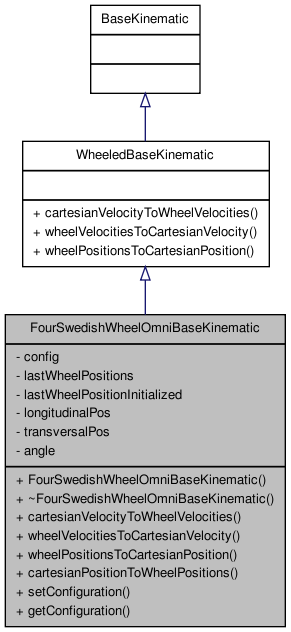 BaseKinematic
WheeledBaseKinematic
+ cartesianVelocityToWheelVelocities()
+ wheelVelocitiesToCartesianVelocity()
+ wheelPositionsToCartesianPosition()
FourSwedishWheelOmniBaseKinematic
- config
- lastWheelPositions
- lastWheelPositionInitialized
- longitudinalPos
- transversalPos
- angle
+ FourSwedishWheelOmniBaseKinematic()
+ ~FourSwedishWheelOmniBaseKinematic()
+ cartesianVelocityToWheelVelocities()
+ wheelVelocitiesToCartesianVelocity()
+ wheelPositionsToCartesianPosition()
+ cartesianPositionToWheelPositions()
+ setConfiguration()
+ getConfiguration()